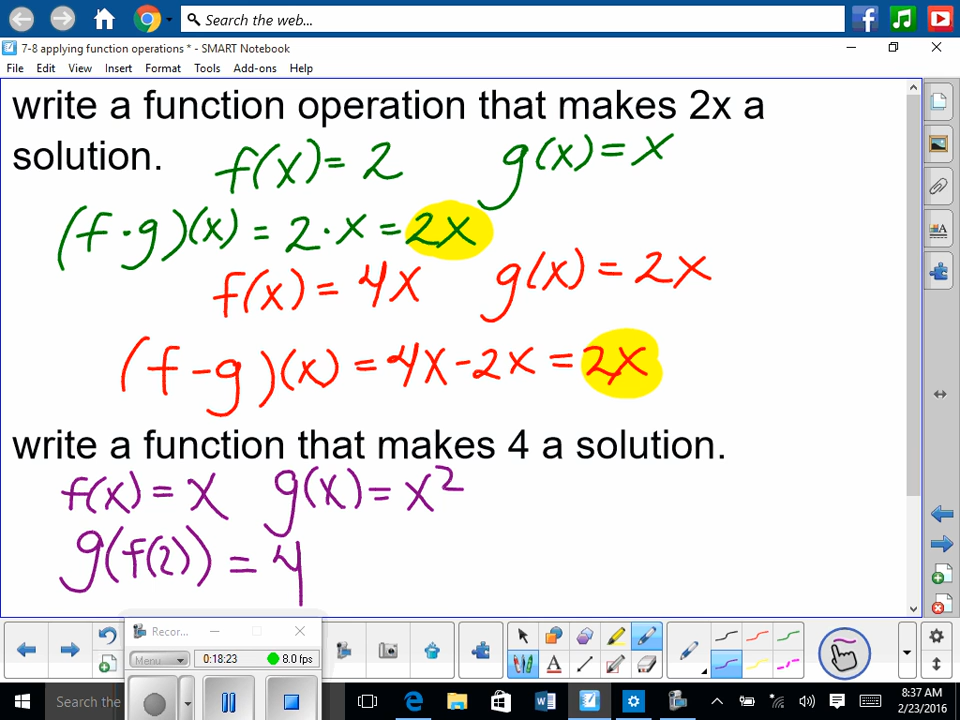 Search the web...
7-8 applying function operations * - SMART Notebook
File Edit View Insert Format Tools Add-ons Help
write a function operation that makes 2x a
solution. f(x) = 2 g(x) = x
(f · g)(x) = 2 · x = 2x
f(x) = 4x g(x) = 2x
(f - g)(x) = 4x - 2x = 2x
write a function that makes 4 a solution.
f(x) = x g(x) = x²
g(f(2)) = 4
Recor...
Menu 0:18:23 8.0 fps
Search the
8:37 AM
2/23/2016